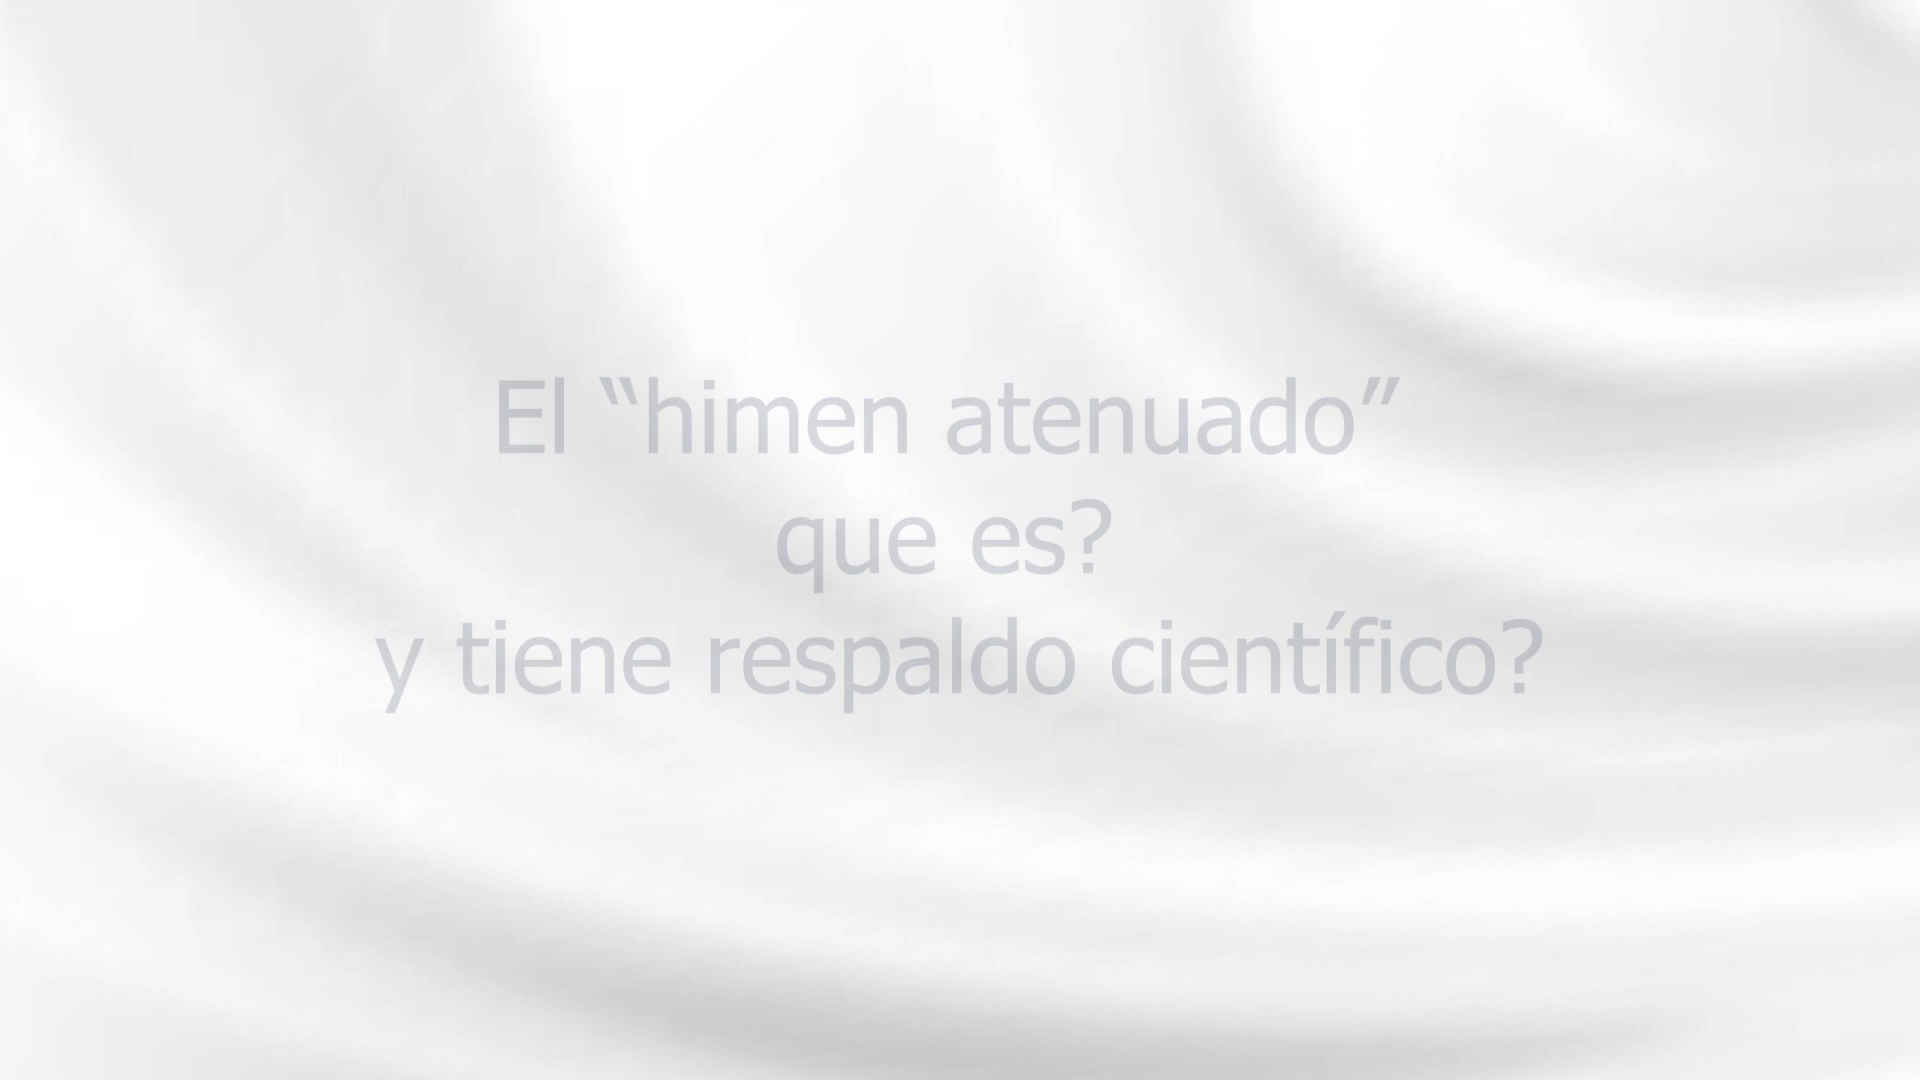 El “himen atenuado”
que es?
y tiene respaldo científico?